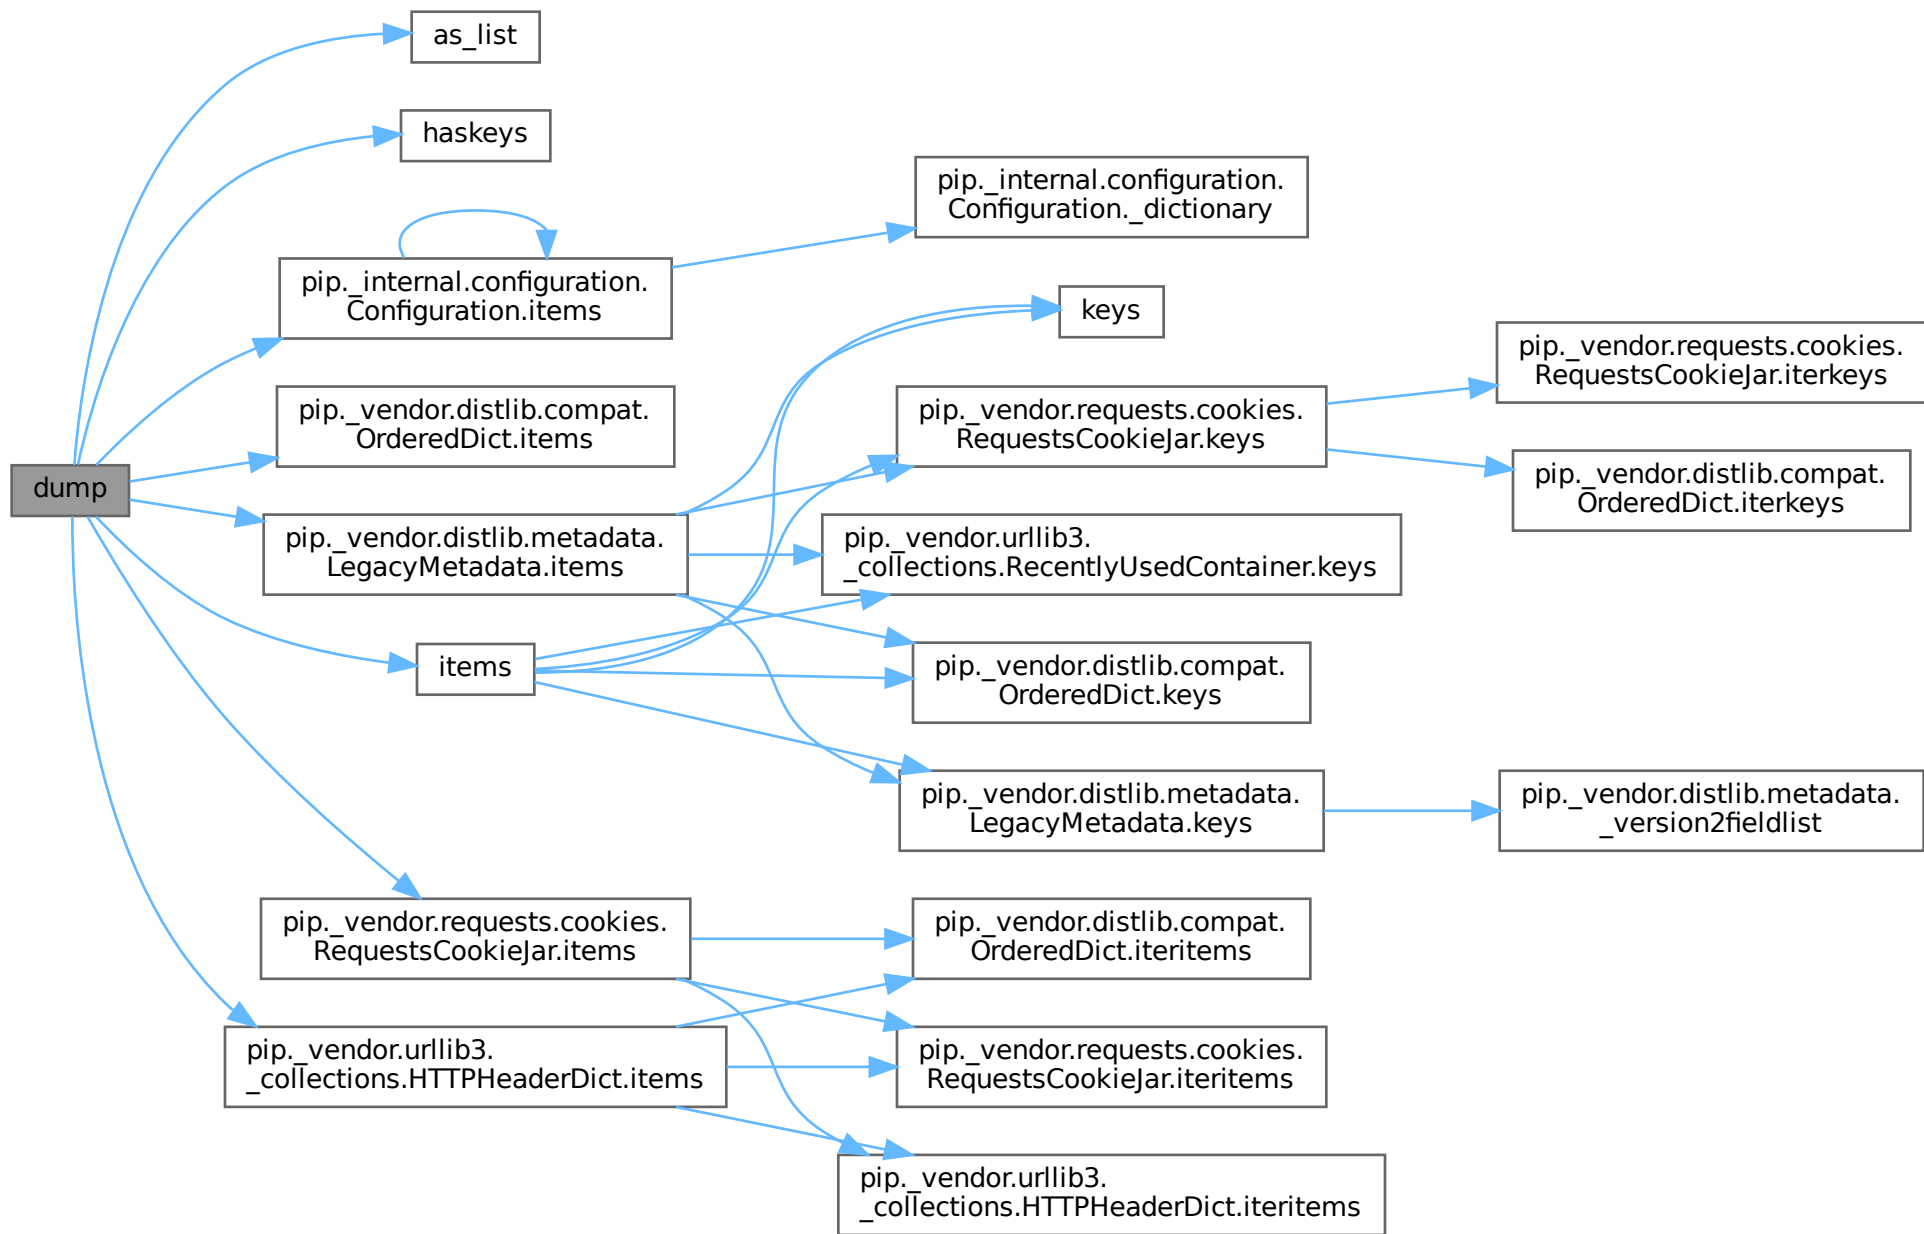 as_list
haskeys
pip._internal.configuration.
Configuration._dictionary
pip._internal.configuration.
Configuration.items
keys
pip._vendor.requests.cookies.
RequestsCookieJar.iterkeys
pip._vendor.distlib.compat.
OrderedDict.items
pip._vendor.requests.cookies.
RequestsCookieJar.keys
dump
pip._vendor.distlib.compat.
OrderedDict.iterkeys
pip._vendor.distlib.metadata.
LegacyMetadata.items
pip._vendor.urllib3.
_collections.RecentlyUsedContainer.keys
items
pip._vendor.distlib.compat.
OrderedDict.keys
pip._vendor.distlib.metadata.
LegacyMetadata.keys
pip._vendor.distlib.metadata.
_version2fieldlist
pip._vendor.requests.cookies.
RequestsCookieJar.items
pip._vendor.distlib.compat.
OrderedDict.iteritems
pip._vendor.urllib3.
_collections.HTTPHeaderDict.items
pip._vendor.requests.cookies.
RequestsCookieJar.iteritems
pip._vendor.urllib3.
_collections.HTTPHeaderDict.iteritems